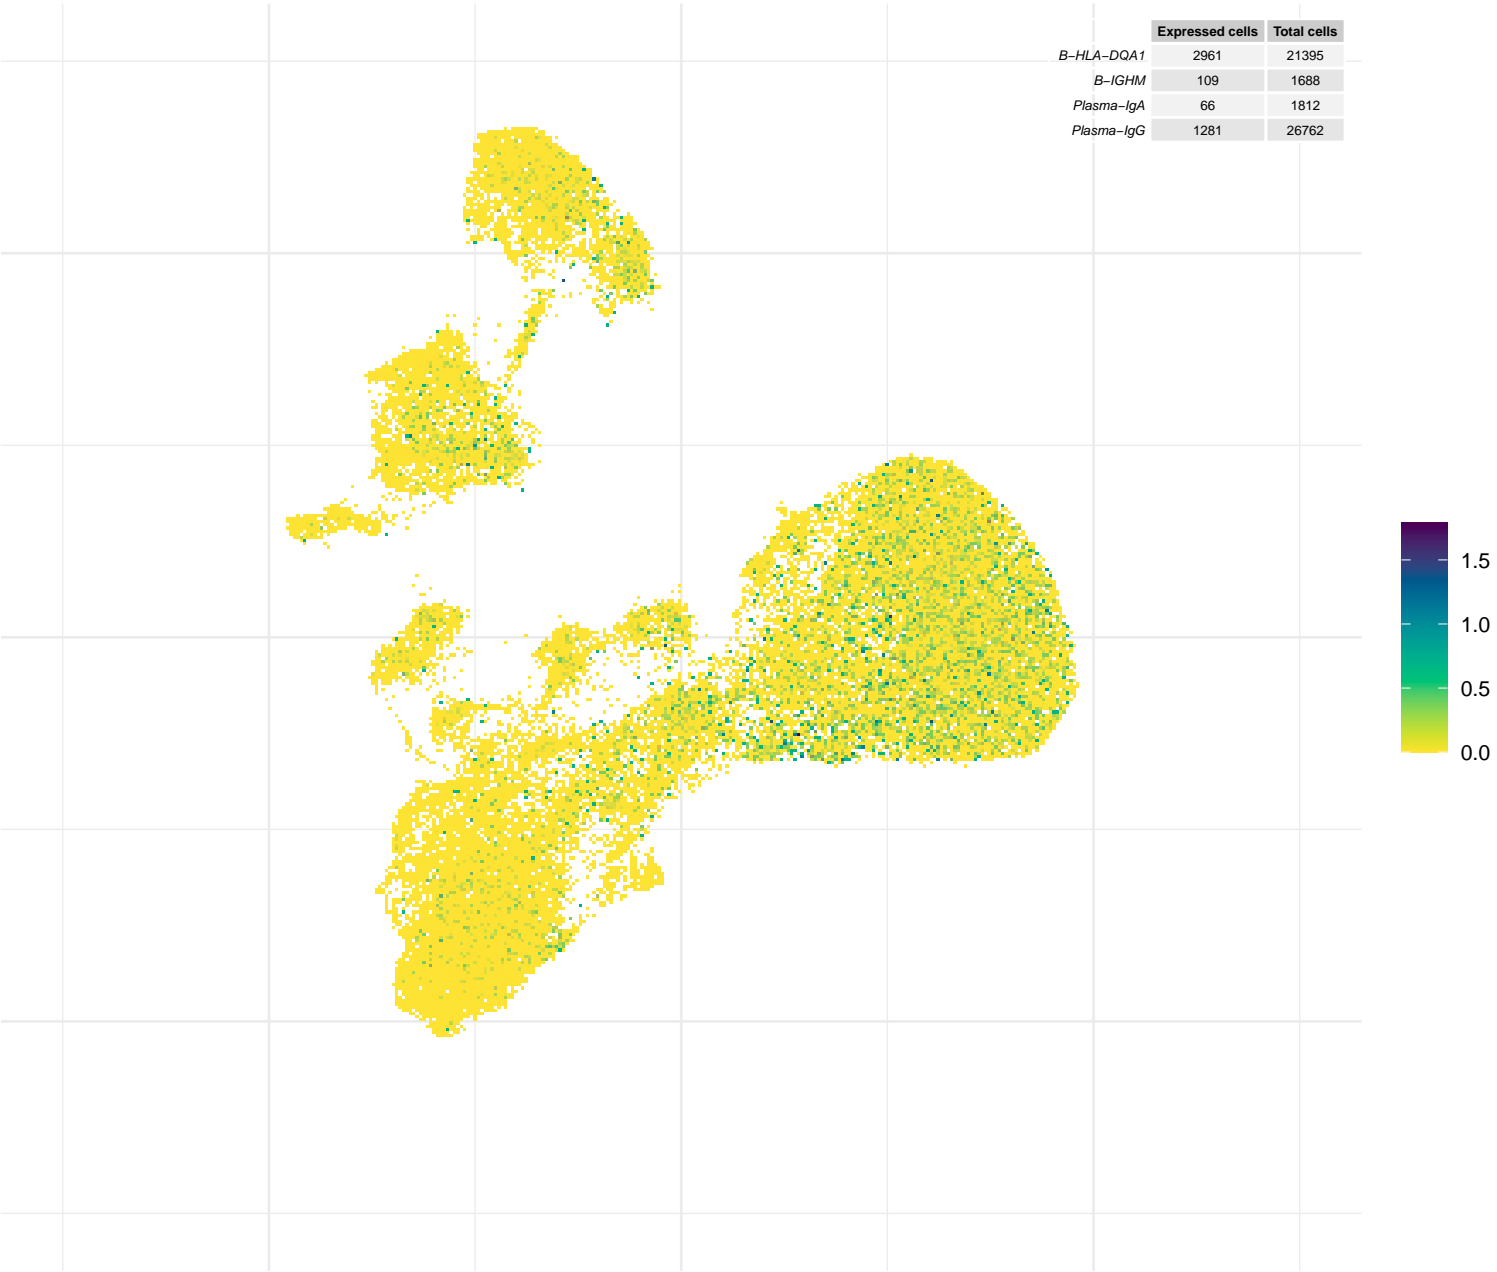 Expressed cells Total cells
B−HLA−DQA1 2961 21395
B−IGHM 109 1688
Plasma−IgA 66 1812
Plasma−IgG 1281 26762
1.5
1.0
0.5
0.0